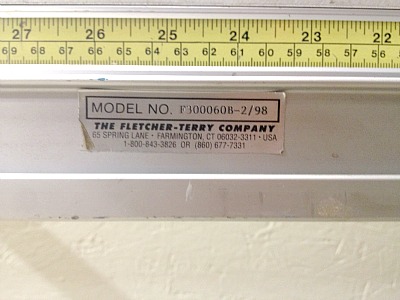 27 26 25 24 23 22
69 68 67 66 65 64 63 62 61 60 59 58 57 56
MODEL NO. F300060B-2/98
THE FLETCHER-TERRY COMPANY
65 SPRING LANE • FARMINGTON, CT 06032-3311 • USA
1-800-843-3826 OR (860) 677-7331